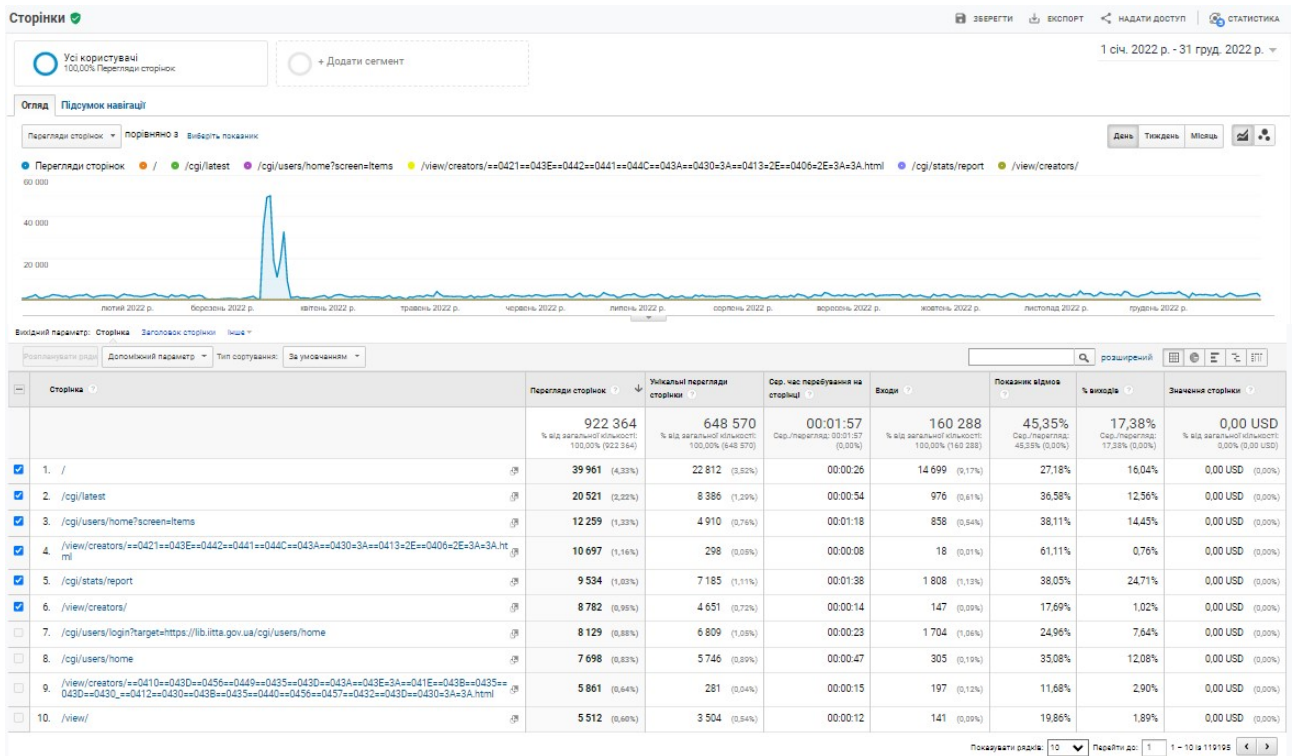 Сторінки
ЗБЕРЕГТИ ЕКСПОРТ НАДАТИ ДОСТУП СТАТИСТИКА
Усі користувачі
100,00% Перегляди сторінок
+ Додати сегмент
1 січ. 2022 р. - 31 груд. 2022 р.
Огляд Підсумок навігації
Перегляди сторінок порівняно з Виберіть показник
День Тиждень Місяць
Перегляди сторінок / /cgi/latest /cgi/users/home?screen=Items /view/creators/==0421==043E==0442==0441==044C==043A==0430=3A==0413=2E==0406=2E=3A=3A.html /cgi/stats/report /view/creators/
60 000
40 000
20 000
лютий 2022 р. березень 2022 р. квітень 2022 р. травень 2022 р. червень 2022 р. липень 2022 р. серпень 2022 р. вересень 2022 р. жовтень 2022 р. листопад 2022 р. грудень 2022 р.
Вихідний параметр: Сторінка Заголовок сторінки Інше
Розпланувати рядки Допоміжний параметр Тип сортування: За умовчанням розширений
Сторінка Перегляди сторінок Унікальні перегляди сторінки Сер. час перебування на сторінці Входи Показник відмов % виходів Значення сторінки
922 364 648 570 00:01:57 160 288 45,35% 17,38% 0,00 USD
% від загальної кількості: % від загальної кількості: Сер./перегляд: 00:01:57 % від загальної кількості: Сер./перегляд: Сер./перегляд: % від загальної кількості:
100,00% (922 364) 100,00% (648 570) (0,00%) 100,00% (160 288) 45,35% (0,00%) 17,38% (0,00%) 0,00% (0,00 USD)
1. / 39 961 (4,33%) 22 812 (3,52%) 00:00:26 14 699 (9,17%) 27,18% 16,04% 0,00 USD (0,00%)
2. /cgi/latest 20 521 (2,22%) 8 386 (1,29%) 00:00:54 976 (0,61%) 36,58% 12,56% 0,00 USD (0,00%)
3. /cgi/users/home?screen=Items 12 259 (1,33%) 4 910 (0,76%) 00:01:18 858 (0,54%) 38,11% 14,45% 0,00 USD (0,00%)
4. /view/creators/==0421==043E==0442==0441==044C==043A==0430=3A==0413=2E==0406=2E=3A=3A.ht
ml 10 697 (1,16%) 298 (0,05%) 00:00:08 18 (0,01%) 61,11% 0,76% 0,00 USD (0,00%)
5. /cgi/stats/report 9 534 (1,03%) 7 185 (1,11%) 00:01:38 1 808 (1,13%) 38,05% 24,71% 0,00 USD (0,00%)
6. /view/creators/ 8 782 (0,95%) 4 651 (0,72%) 00:00:14 147 (0,09%) 17,69% 1,02% 0,00 USD (0,00%)
7. /cgi/users/login?target=https://lib.iitta.gov.ua/cgi/users/home 8 129 (0,88%) 6 809 (1,05%) 00:00:23 1 704 (1,06%) 24,96% 7,64% 0,00 USD (0,00%)
8. /cgi/users/home 7 698 (0,83%) 5 746 (0,89%) 00:00:47 305 (0,19%) 35,08% 12,08% 0,00 USD (0,00%)
9. /view/creators/==0410==043D==0456==0449==0435==043D==043A==043E=3A==041E==043B==0435==
043D==0430_==0412==0430==043B==0435==0440==0456==0457==0432==043D==0430=3A=3A.html 5 861 (0,64%) 281 (0,04%) 00:00:15 197 (0,12%) 11,68% 2,90% 0,00 USD (0,00%)
10. /view/ 5 512 (0,60%) 3 504 (0,54%) 00:00:12 141 (0,09%) 19,86% 1,89% 0,00 USD (0,00%)
Показувати рядків: 10 Перейти до: 1 1 – 10 із 119195